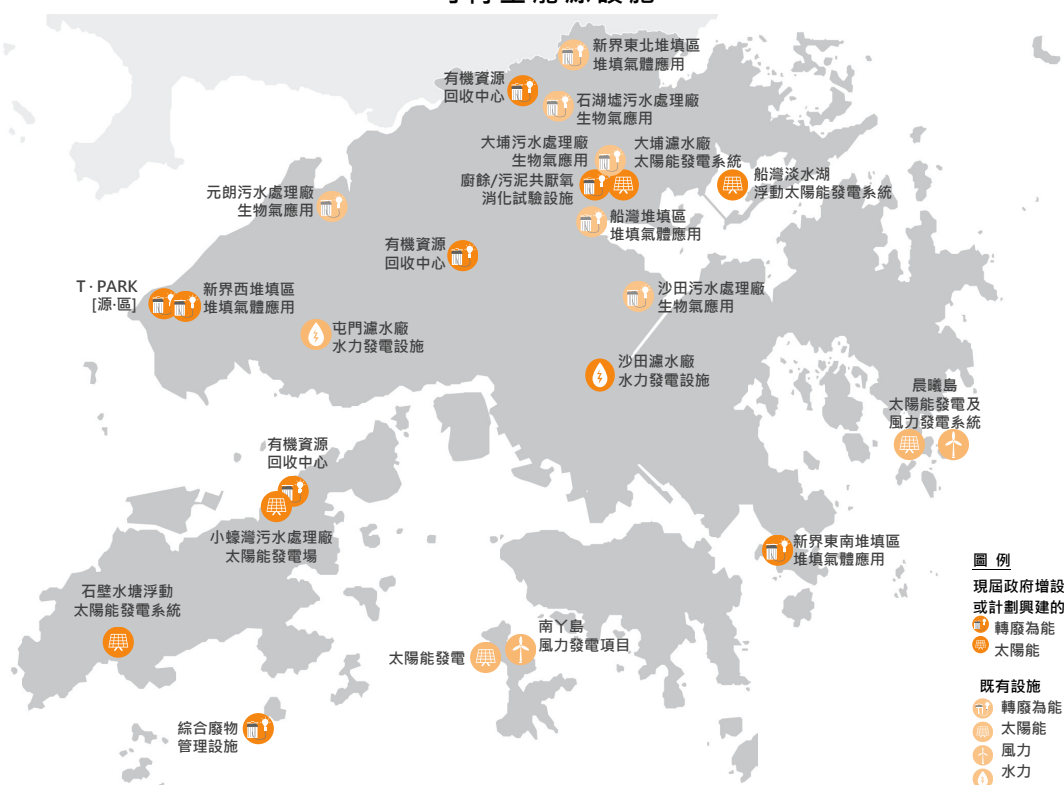 新界東北堆填區
堆填氣體應用
有機資源
回收中心
石湖墟污水處理廠
生物氣應用
大埔污水處理廠
生物氣應用
大埔濾水廠
太陽能發電系統
廚餘/污泥共厭氧
消化試驗設施
船灣淡水湖
浮動太陽能發電系統
元朗污水處理廠
生物氣應用
船灣堆填區
堆填氣體應用
有機資源
回收中心
T · PARK
[源·區]
新界西堆填區
堆填氣體應用
沙田污水處理廠
生物氣應用
屯門濾水廠
水力發電設施
沙田濾水廠
水力發電設施
晨曦島
太陽能發電及
風力發電系統
有機資源
回收中心
小蠔灣污水處理廠
太陽能發電場
新界東南堆填區
堆填氣體應用
石壁水塘浮動
太陽能發電系統
南丫島
風力發電項目
太陽能發電
綜合廢物
管理設施
圖 例
現屆政府增設
或計劃興建的
轉廢為能
太陽能
既有設施
轉廢為能
太陽能
風力
水力